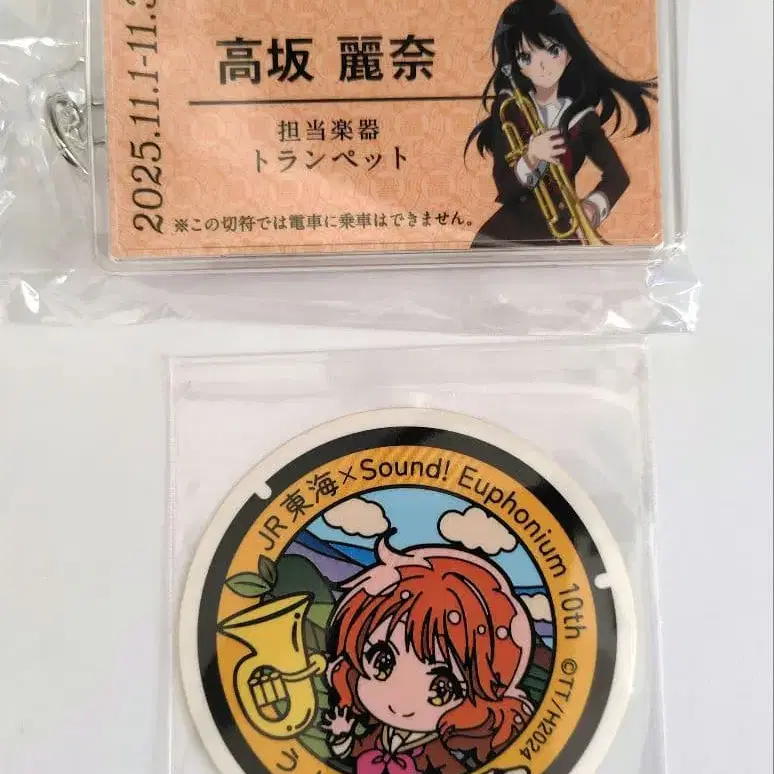 2025.11.1-11.3
高坂 麗奈
担当楽器
トランペット
※この切符では電車に乗車はできません。
JR 東海×Sound! Euphonium 10th ©TT/H2024